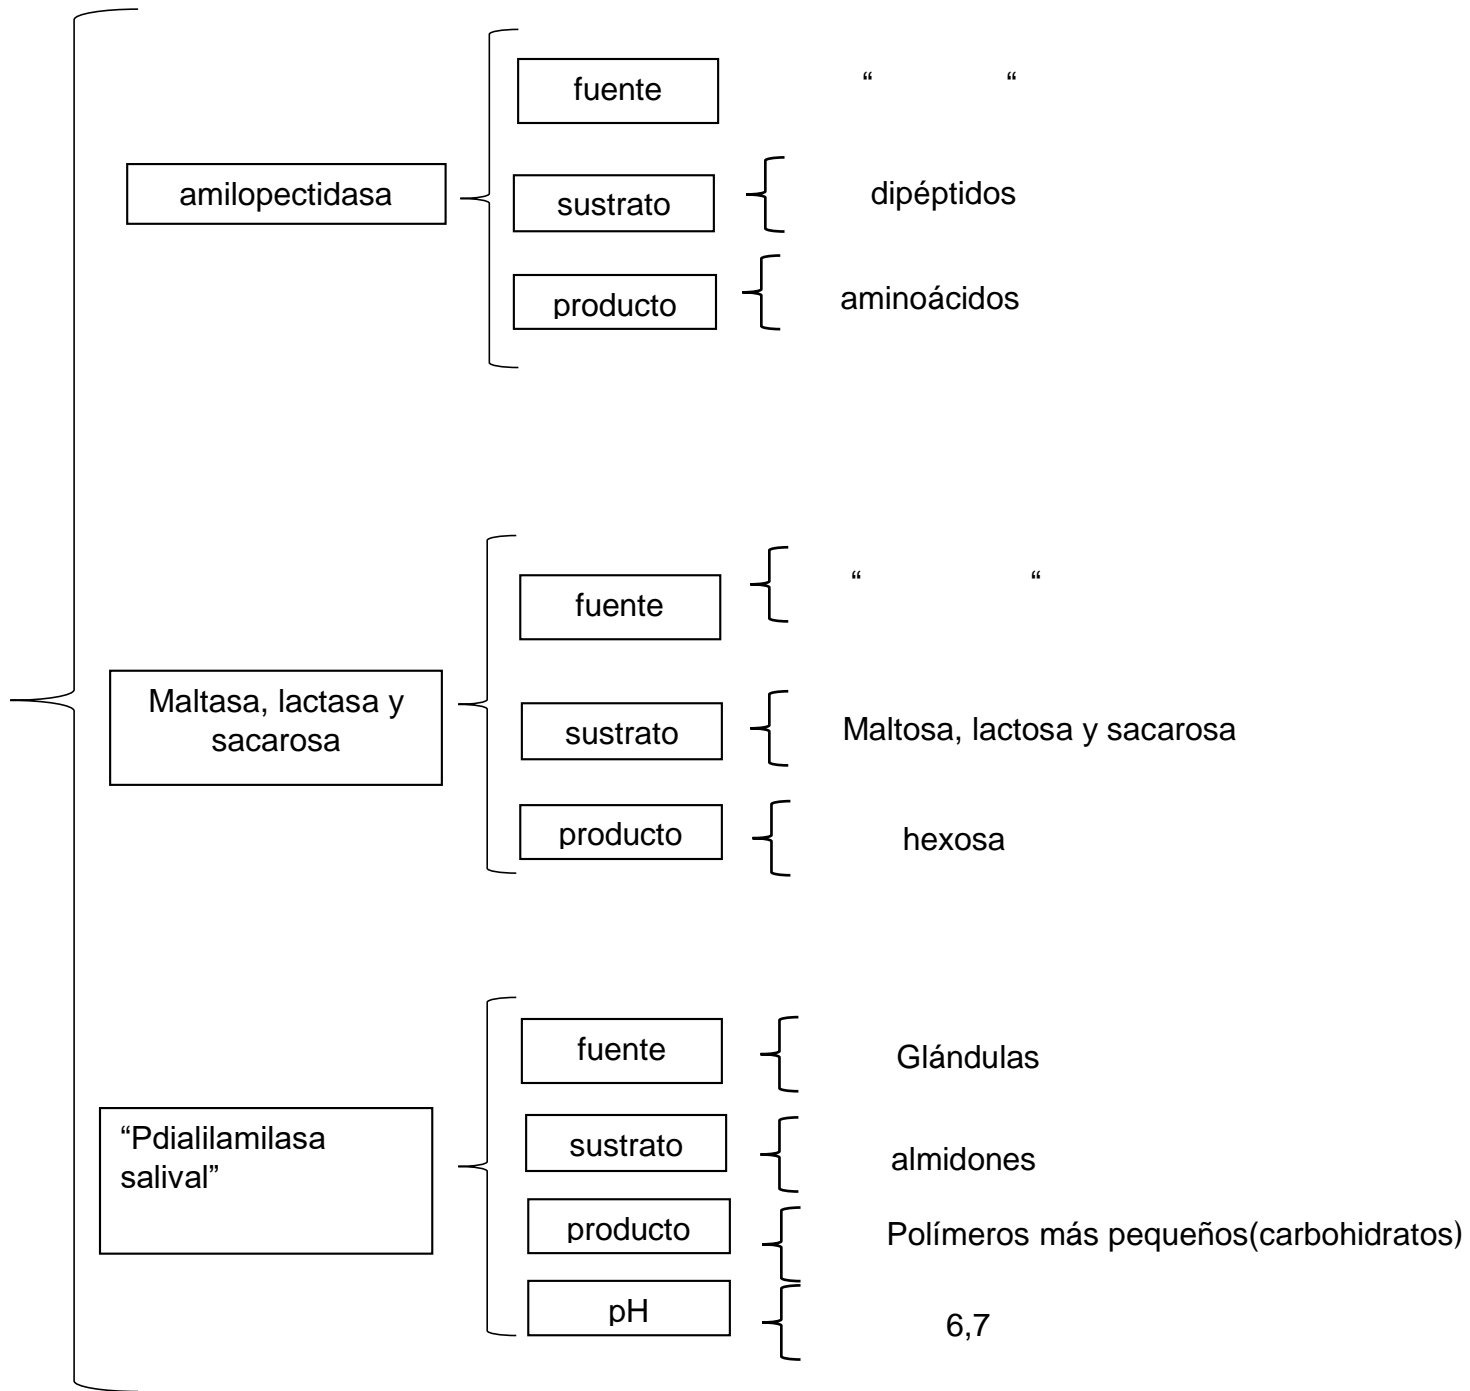 fuente
“ “
amilopectidasa
sustrato
dipéptidos
producto
aminoácidos
fuente
“ “
Maltasa, lactasa y
sacarosa
sustrato
Maltosa, lactosa y sacarosa
producto
hexosa
fuente
Glándulas
“Pdialilamilasa
salival”
sustrato
almidones
producto
Polímeros más pequeños(carbohidratos)
pH
6,7